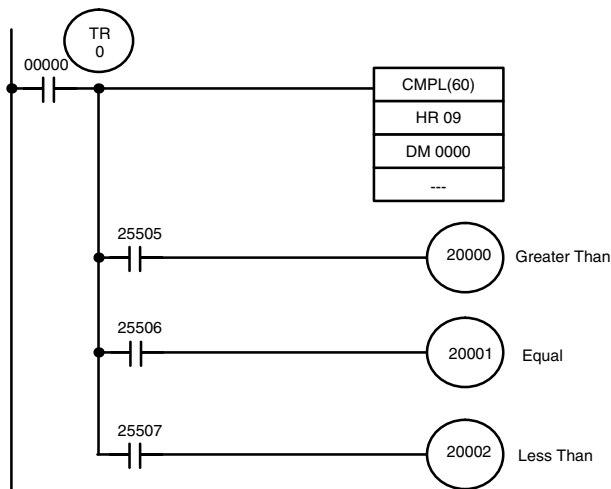 TR
0
00000
CMPL(60)
HR 09
DM 0000
---
25505
20000
Greater Than
25506
20001
Equal
25507
20002
Less Than